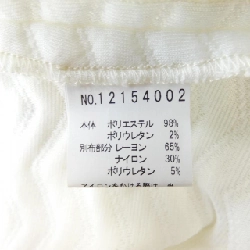 NO.12154002
本体 ポリエステル 98%
ポリウレタン 2%
別布部分 レーヨン 65%
ナイロン 30%
ポリウレタン 5%